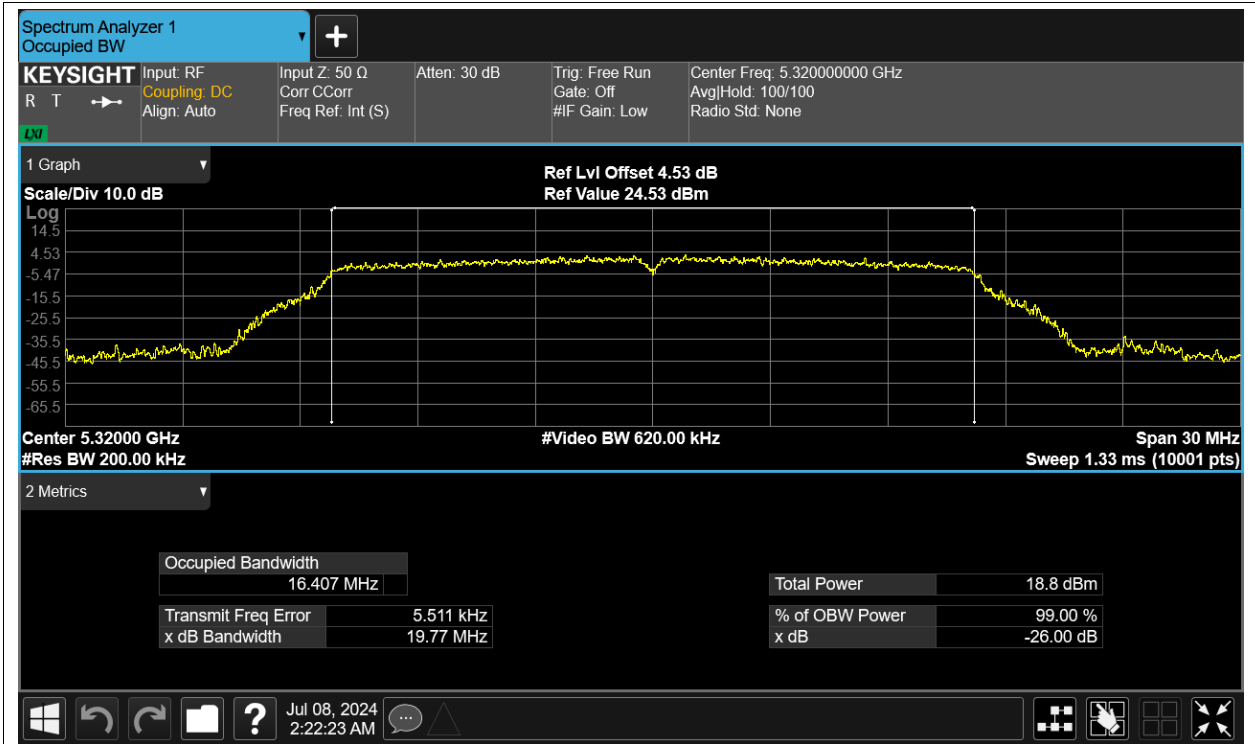 Spectrum Analyzer 1
Occupied BW
KEYSIGHT
R T
LXI
Input: RF
Coupling: DC
Align: Auto
Input Z: 50 Ω
Corr CCorr
Freq Ref: Int (S)
Atten: 30 dB
Trig: Free Run
Gate: Off
#IF Gain: Low
Center Freq: 5.320000000 GHz
Avg|Hold: 100/100
Radio Std: None
1 Graph
Scale/Div 10.0 dB
Ref Lvl Offset 4.53 dB
Ref Value 24.53 dBm
Log
14.5
4.53
-5.47
-15.5
-25.5
-35.5
-45.5
-55.5
-65.5
Center 5.32000 GHz
#Res BW 200.00 kHz
#Video BW 620.00 kHz
Span 30 MHz
Sweep 1.33 ms (10001 pts)
2 Metrics
Occupied Bandwidth
16.407 MHz
Transmit Freq Error 5.511 kHz
x dB Bandwidth 19.77 MHz
Total Power 18.8 dBm
% of OBW Power 99.00 %
x dB -26.00 dB
?
Jul 08, 2024
2:22:23 AM